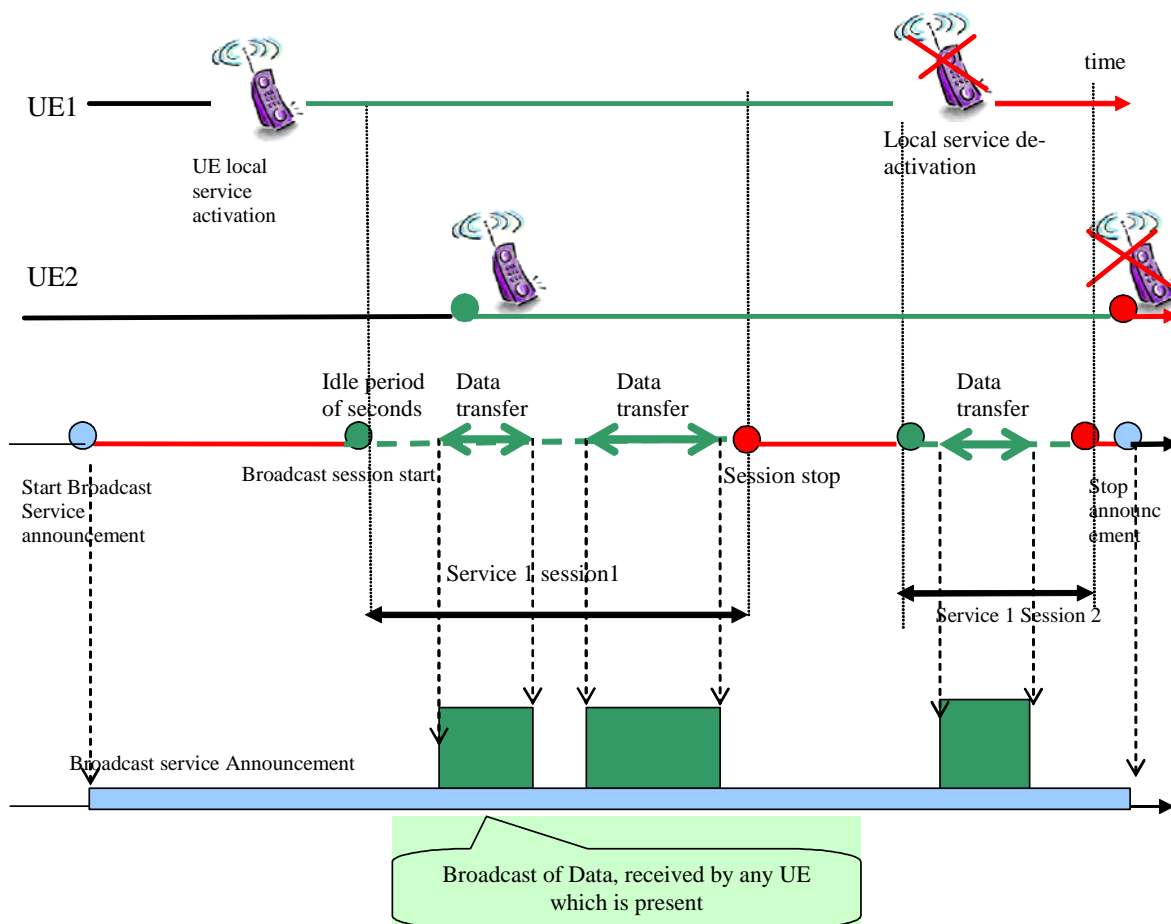 time
UE1
UE local
service
activation
Local service de-
activation
UE2
Idle period
of seconds
Data
transfer
Data
transfer
Data
transfer
Broadcast session start
Session stop
Start Broadcast
Service
announcement
Stop
announc
ement
Service 1 session1
Service 1 Session 2
Broadcast service Announcement
Broadcast of Data, received by any UE
which is present